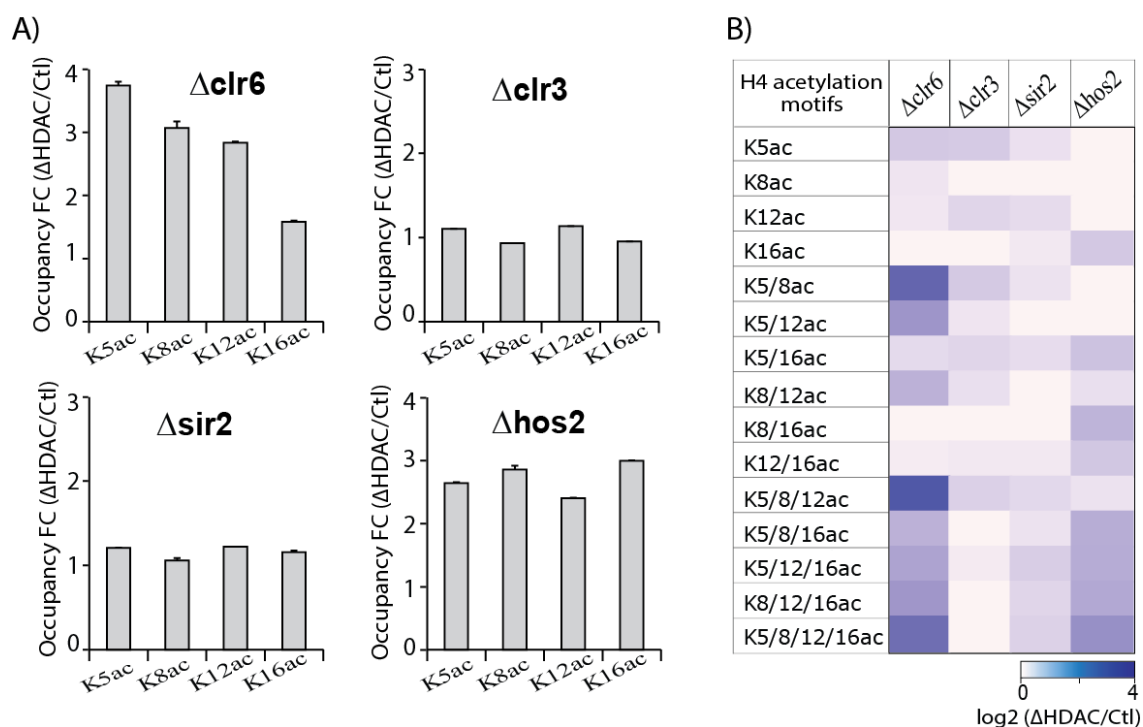 A)
Occupancy FC (ΔHDAC/Ctl)
4
3
2
1
0
Δclr6
K5ac K8ac K12ac K16ac
Occupancy FC (ΔHDAC/Ctl)
3
2
1
0
Δclr3
K5ac K8ac K12ac K16ac
Occupancy FC (ΔHDAC/Ctl)
3
2
1
0
Δsir2
K5ac K8ac K12ac K16ac
Occupancy FC (ΔHDAC/Ctl)
4
3
2
1
0
Δhos2
K5ac K8ac K12ac K16ac
B)
H4 acetylation
motifs
Δclr6 Δclr3 Δsir2 Δhos2
K5ac
K8ac
K12ac
K16ac
K5/8ac
K5/12ac
K5/16ac
K8/12ac
K8/16ac
K12/16ac
K5/8/12ac
K5/8/16ac
K5/12/16ac
K8/12/16ac
K5/8/12/16ac
0 4
log2 (ΔHDAC/Ctl)